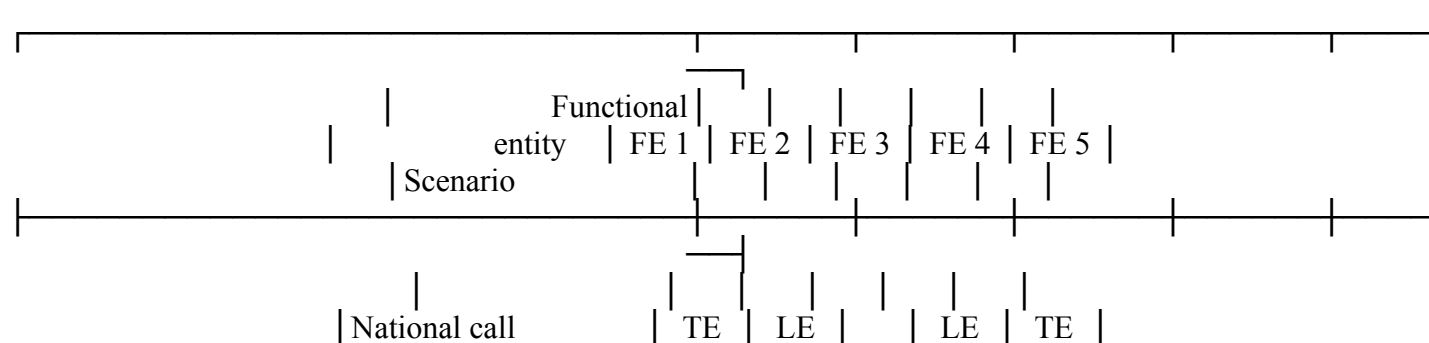 Functional
entity FE 1 FE 2 FE 3 FE 4 FE 5
Scenario
National call TE LE LE TE